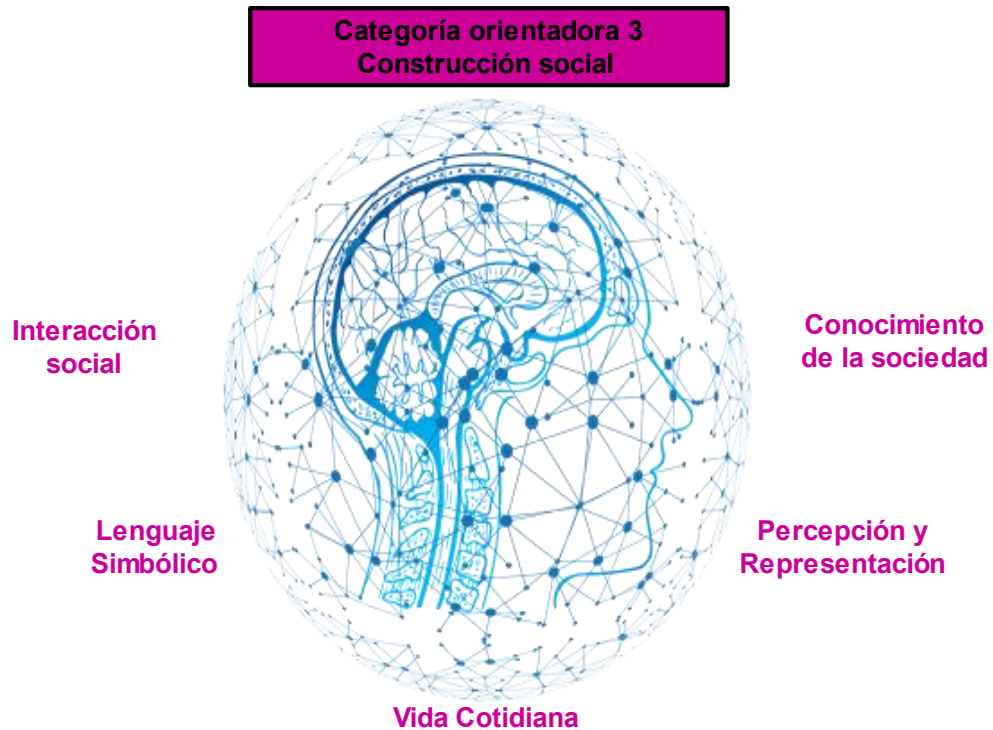 Categoría orientadora 3
Construcción social
Interacción
social
Conocimiento
de la sociedad
Lenguaje
Simbólico
Percepción y
Representación
Vida Cotidiana